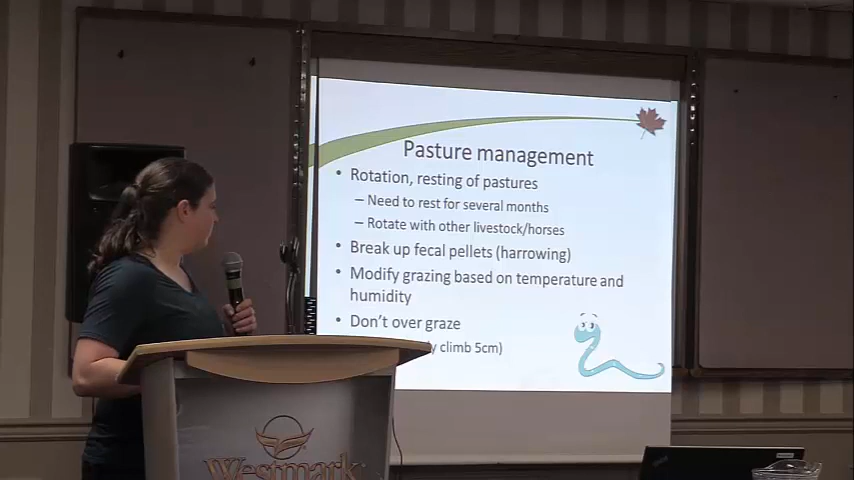 Pasture management
• Rotation, resting of pastures
– Need to rest for several months
– Rotate with other livestock/horses
• Break up fecal pellets (harrowing)
• Modify grazing based on temperature and
humidity
• Don't over graze
climb 5cm)
Westmark